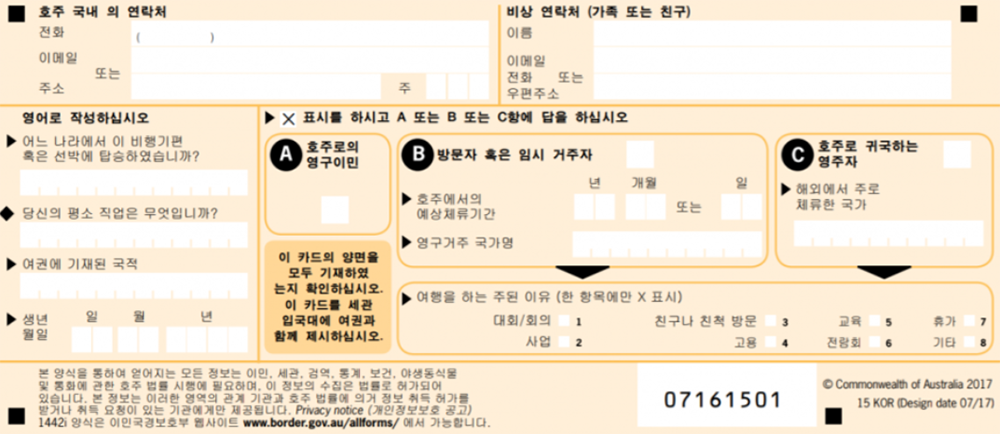 호주 국내 의 연락처
전화 ( )
이메일
또는
주소 주
비상 연락처 (가족 또는 친구)
이름
이메일
전화 또는
우편주소
영어로 작성하십시오
어느 나라에서 이 비행기편
혹은 선박에 탑승하였습니까?
당신의 평소 직업은 무엇입니까?
여권에 기재된 국적
생년
월일
일 월 년
X 표시를 하시고 A 또는 B 또는 C항에 답을 하십시오
A 호주로의
영구이민
이 카드의 양면을
모두 기재하였
는지 확인하십시오.
이 카드를 세관
입국대에 여권과
함께 제시하십시오.
B 방문자 혹은 임시 거주자
년 개월 일
호주에서의
예상체류기간
또는
영구거주 국가명
C 호주로 귀국하는
영주자
해외에서 주로
체류한 국가
여행을 하는 주된 이유 (한 항목에만 X 표시)
대회/회의 1 친구나 친척 방문 3 교육 5 휴가 7
사업 2 고용 4 전람회 6 기타 8
본 양식을 통하여 얻어지는 모든 정보는 이민, 세관, 검역, 통계, 보건, 야생동식물
및 통화에 관한 호주 법률 시행에 필요하며, 이 정보의 수집은 법률로 허가되어
있습니다. 본 정보는 이러한 영역의 관계 기관과 호주 법률에 의거 정보 취득 허가를
받거나 취득 요청이 있는 기관에게만 제공됩니다. Privacy notice (개인정보보호 공고)
1442i 양식은 이민국경보호부 웹사이트 www.border.gov.au/allforms/ 에서 가능합니다.
07161501
© Commonwealth of Australia 2017
15 KOR (Design date 07/17)